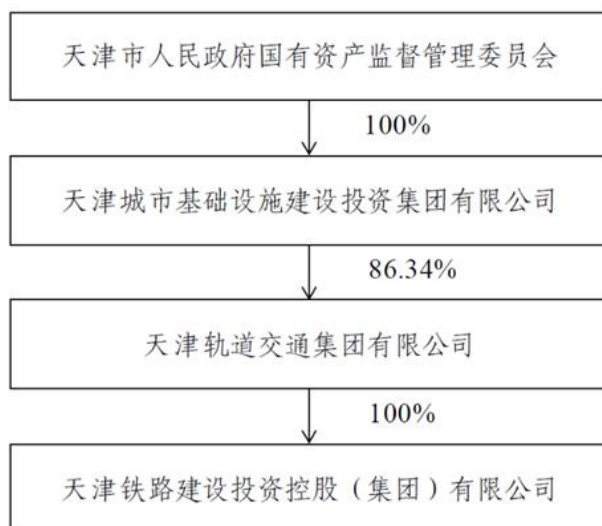 天津市人民政府国有资产监督管理委员会
100%
天津城市基础设施建设投资集团有限公司
86.34%
天津轨道交通集团有限公司
100%
天津铁路建设投资控股（集团）有限公司